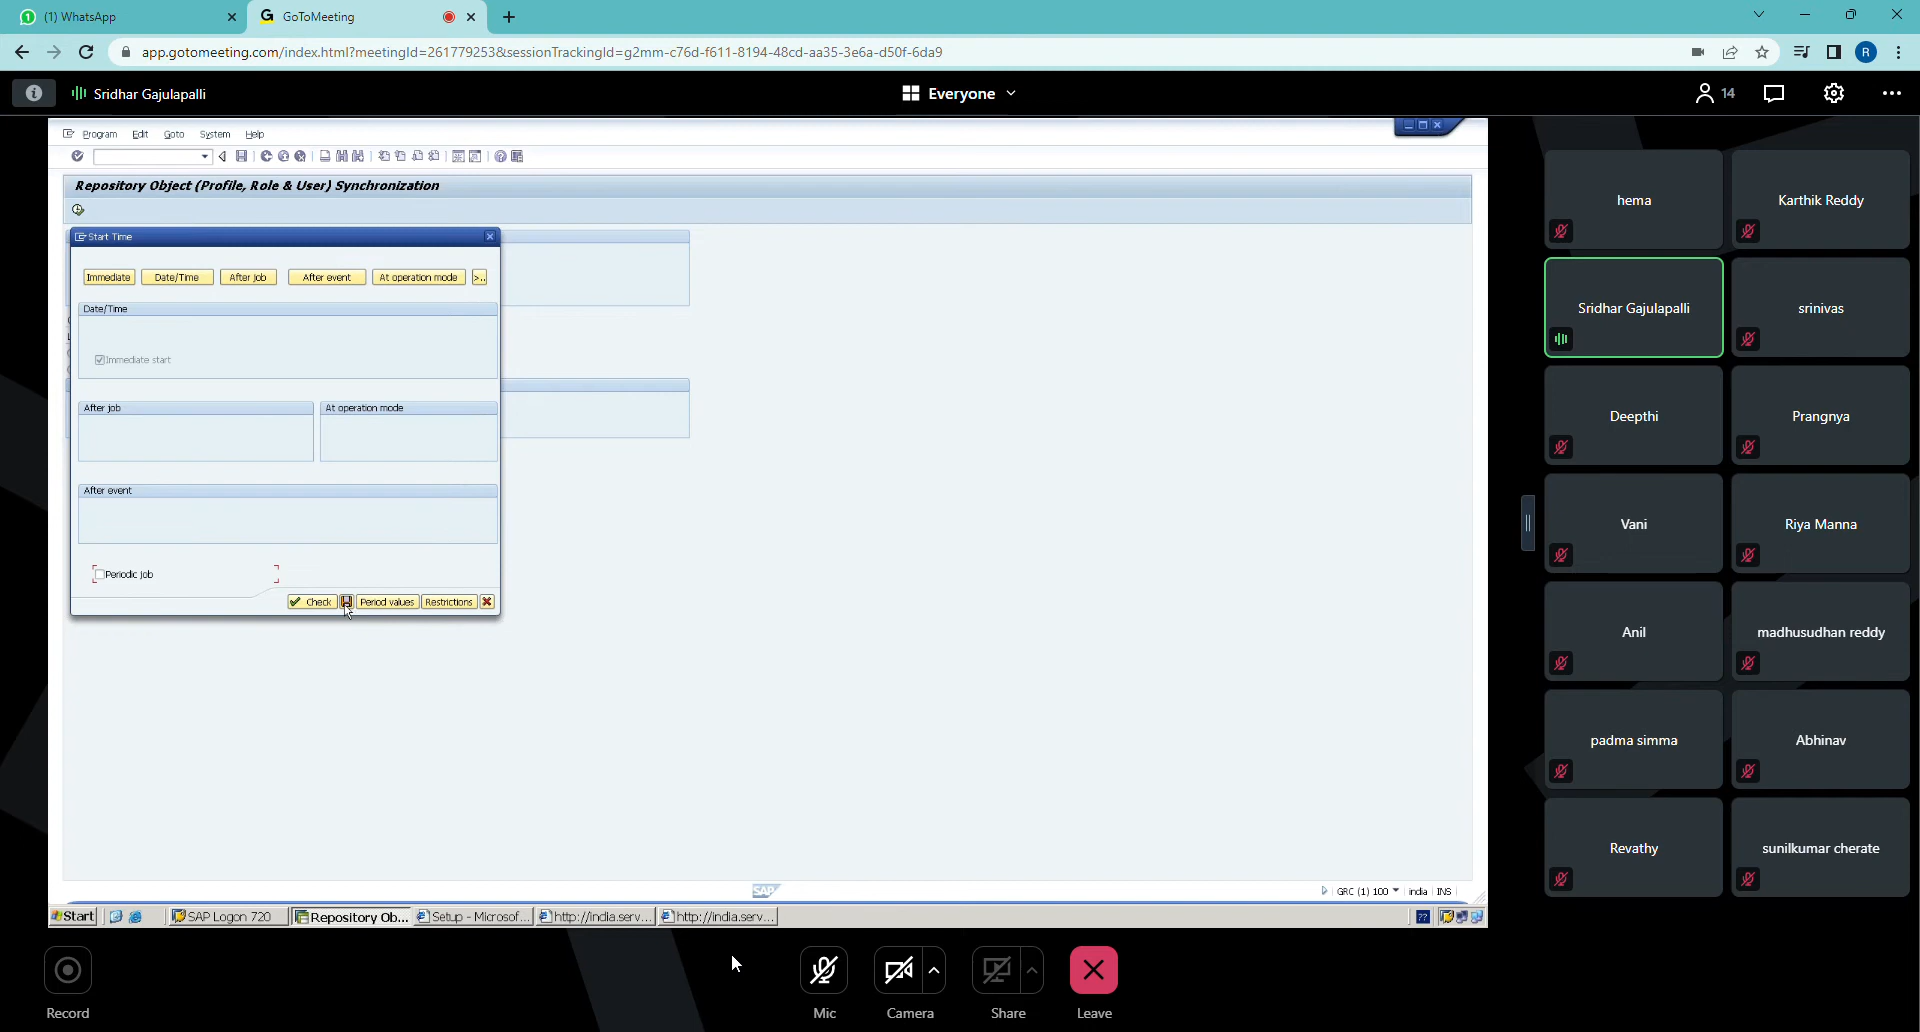 (1) WhatsApp
GoToMeeting
app.gotomeeting.com/index.html?meetingId=261779253&sessionTrackingId=g2mm-c76d-f611-8194-48cd-aa35-3e6a-d50f-6da9
R
Sridhar Gajulapalli
Everyone
14
Program Edit Goto System Help
Repository Object (Profile, Role & User) Synchronization
Start Time
Immediate Date/Time After job After event At operation mode >..
Date/Time
Immediate start
After job
At operation mode
After event
Periodic job
Check Period values Restrictions
SAP
GRC (1) 100 india INS
Start SAP Logon 720 Repository Ob... Setup - Microsof... http://india.serv... http://india.serv...
hema
Karthik Reddy
Sridhar Gajulapalli
srinivas
Deepthi
Prangnya
Vani
Riya Manna
Anil
madhusudhan reddy
padma simma
Abhinav
Revathy
sunilkumar cherate
Record
Mic
Camera
Share
Leave